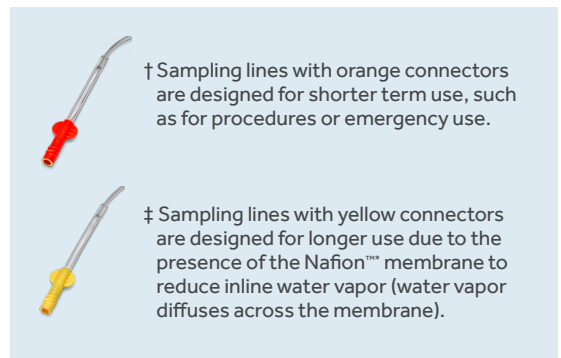 † Sampling lines with orange connectors
are designed for shorter term use, such
as for procedures or emergency use.
‡ Sampling lines with yellow connectors
are designed for longer use due to the
presence of the Nafion™* membrane to
reduce inline water vapor (water vapor
diffuses across the membrane).